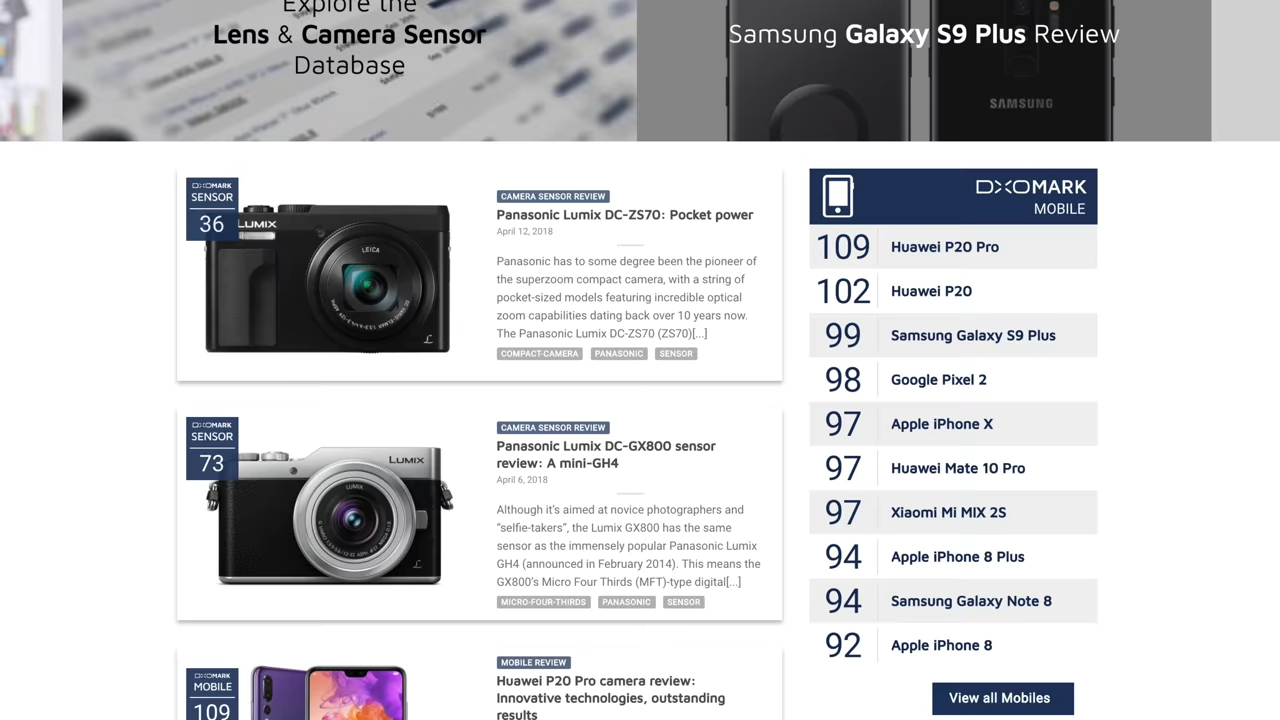 Explore the
Lens & Camera Sensor
Database
Samsung Galaxy S9 Plus Review
SAMSUNG
DXOMARK
SENSOR
36
LUMIX
LEICA
L
CAMERA SENSOR REVIEW
Panasonic Lumix DC-ZS70: Pocket power
April 12, 2018
Panasonic has to some degree been the pioneer of
the superzoom compact camera, with a string of
pocket-sized models featuring incredible optical
zoom capabilities dating back over 10 years now.
The Panasonic Lumix DC-ZS70 (ZS70)[...]
COMPACT-CAMERA
PANASONIC
SENSOR
DXOMARK
SENSOR
73
LUMIX
LUMIX
L
CAMERA SENSOR REVIEW
Panasonic Lumix DC-GX800 sensor
review: A mini-GH4
April 6, 2018
Although it's aimed at novice photographers and
“selfie-takers”, the Lumix GX800 has the same
sensor as the immensely popular Panasonic Lumix
GH4 (announced in February 2014). This means the
GX800's Micro Four Thirds (MFT)-type digital[...]
MICRO-FOUR-THIRDS
PANASONIC
SENSOR
DXOMARK
MOBILE
109
MOBILE REVIEW
Huawei P20 Pro camera review:
Innovative technologies, outstanding
results
DXOMARK
MOBILE
109 Huawei P20 Pro
102 Huawei P20
99 Samsung Galaxy S9 Plus
98 Google Pixel 2
97 Apple iPhone X
97 Huawei Mate 10 Pro
97 Xiaomi Mi MIX 2S
94 Apple iPhone 8 Plus
94 Samsung Galaxy Note 8
92 Apple iPhone 8
View all Mobiles